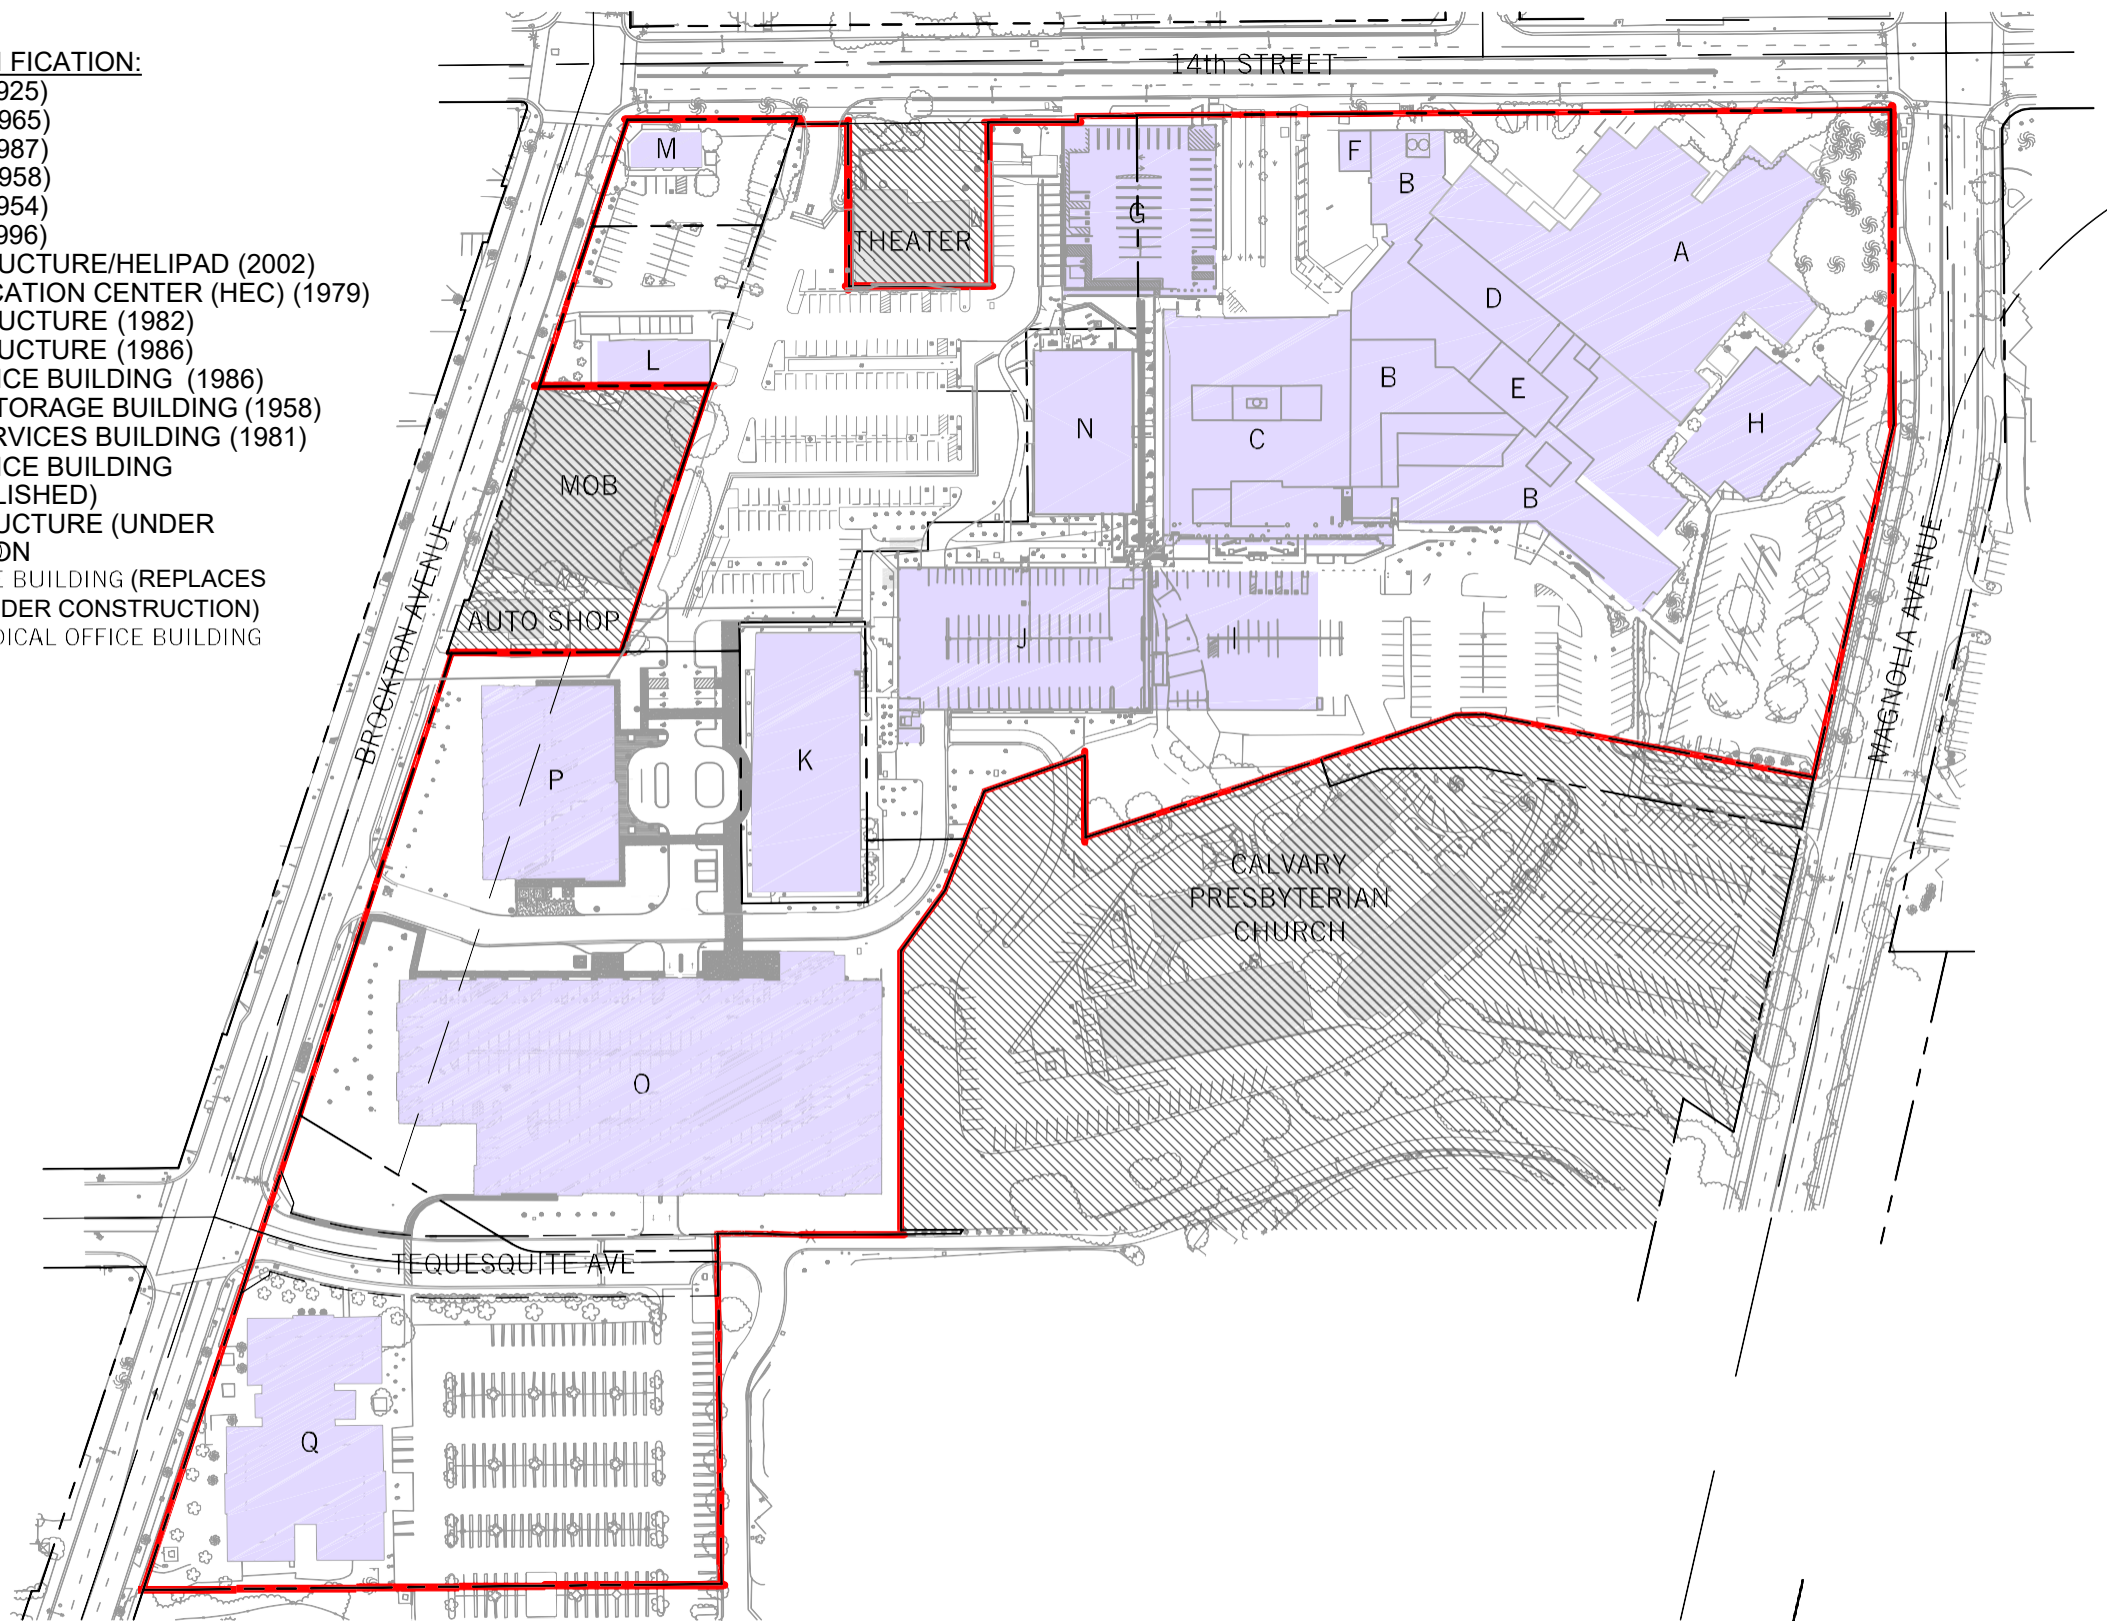 FICATION:
925)
965)
987)
958)
954)
996)
UCTURE/HELIPAD (2002)
CATION CENTER (HEC) (1979)
UCTURE (1982)
UCTURE (1986)
ICE BUILDING (1986)
TORAGE BUILDING (1958)
RVICES BUILDING (1981)
ICE BUILDING
LISHED)
UCTURE (UNDER
ON
E BUILDING (REPLACES
DER CONSTRUCTION)
DICAL OFFICE BUILDING
14th STREET
M
F
B
G
THEATER
A
D
L
B
E
N
C
H
MOB
B
BROCKTON AVENUE
AUTO SHOP
J
I
MAGNOLIA AVENUE
P
K
CALVARY
PRESBYTERIAN
CHURCH
O
TEQUESQUITE AVE
Q